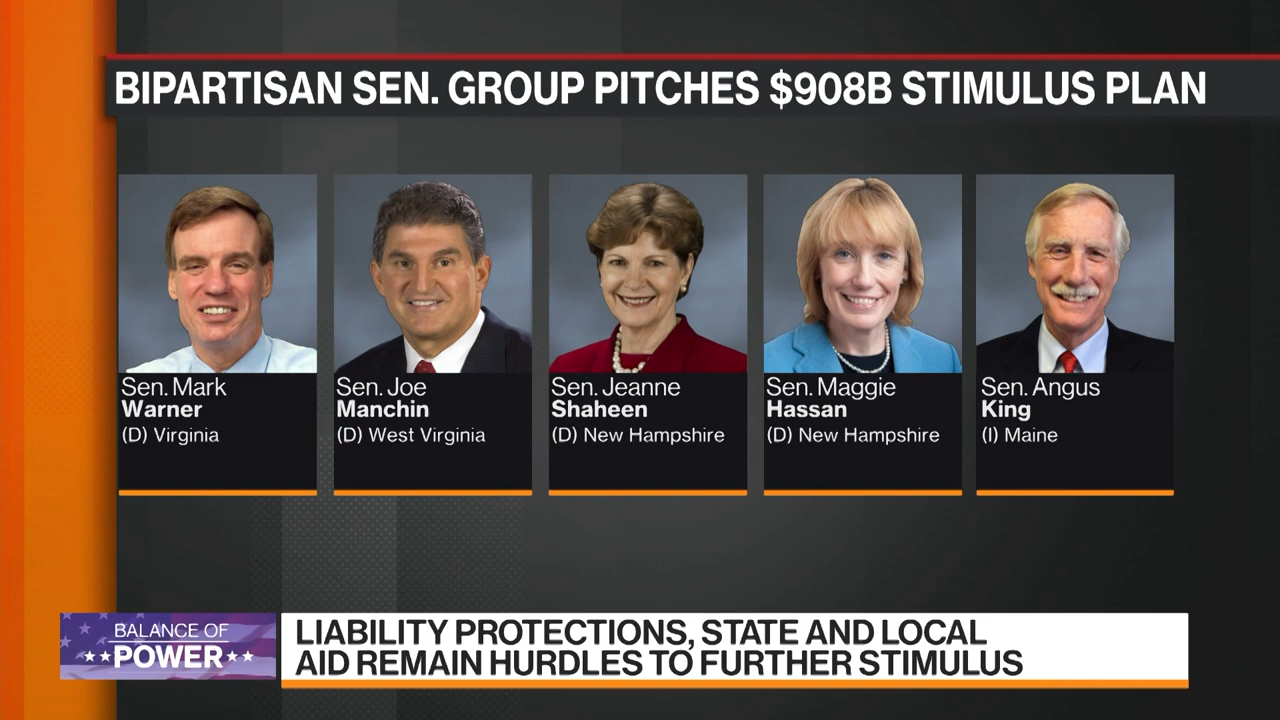 BIPARTISAN SEN. GROUP PITCHES $908B STIMULUS PLAN
Sen. Mark
Warner
(D) Virginia
Sen. Joe
Manchin
(D) West Virginia
Sen. Jeanne
Shaheen
(D) New Hampshire
Sen. Maggie
Hassan
(D) New Hampshire
Sen. Angus
King
(I) Maine
BALANCE OF
POWER
LIABILITY PROTECTIONS, STATE AND LOCAL
AID REMAIN HURDLES TO FURTHER STIMULUS